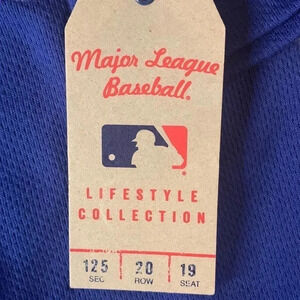 Major League
Baseball.
LIFESTYLE
COLLECTION
125 20 19
SEC ROW SEAT